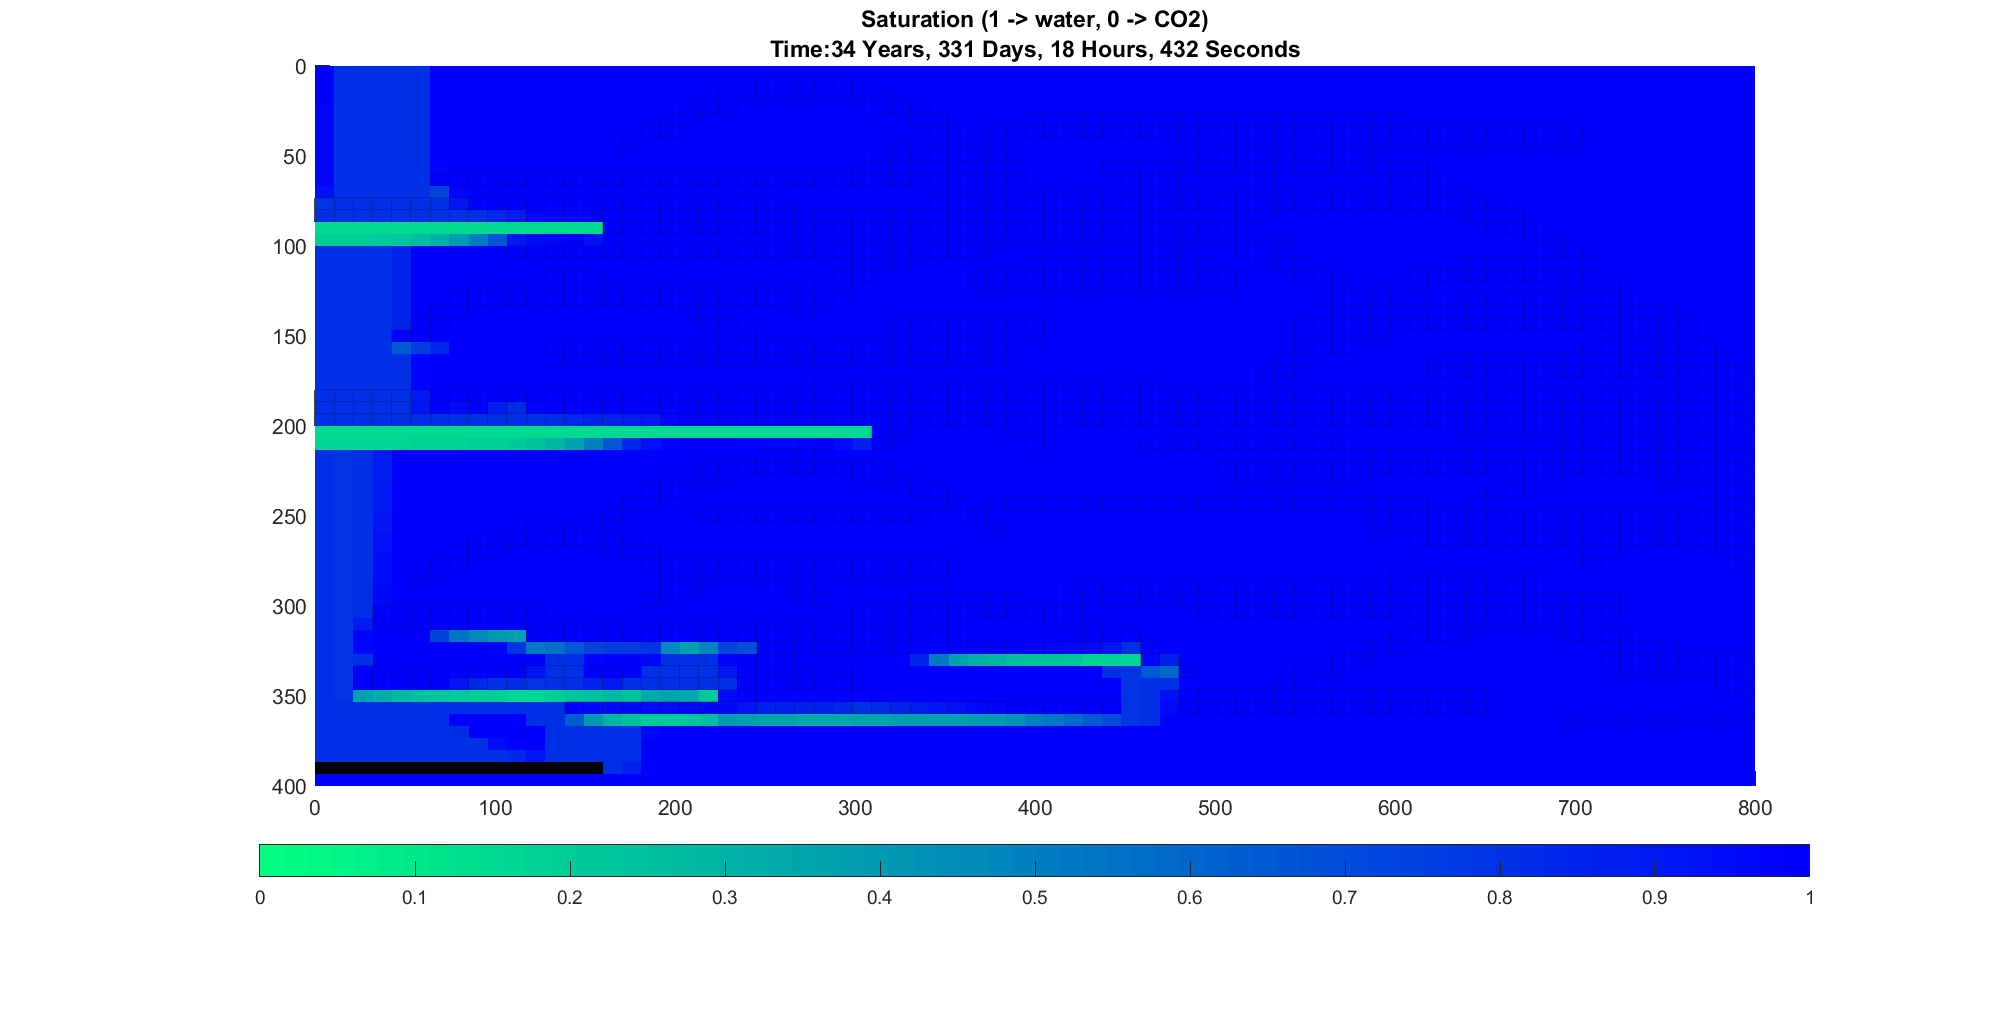 Saturation (1 -> water, 0 -> CO2)
Time:34 Years, 331 Days, 18 Hours, 432 Seconds
0
50
100
150
200
250
300
350
400
0 100 200 300 400 500 600 700 800
0 0.1 0.2 0.3 0.4 0.5 0.6 0.7 0.8 0.9 1